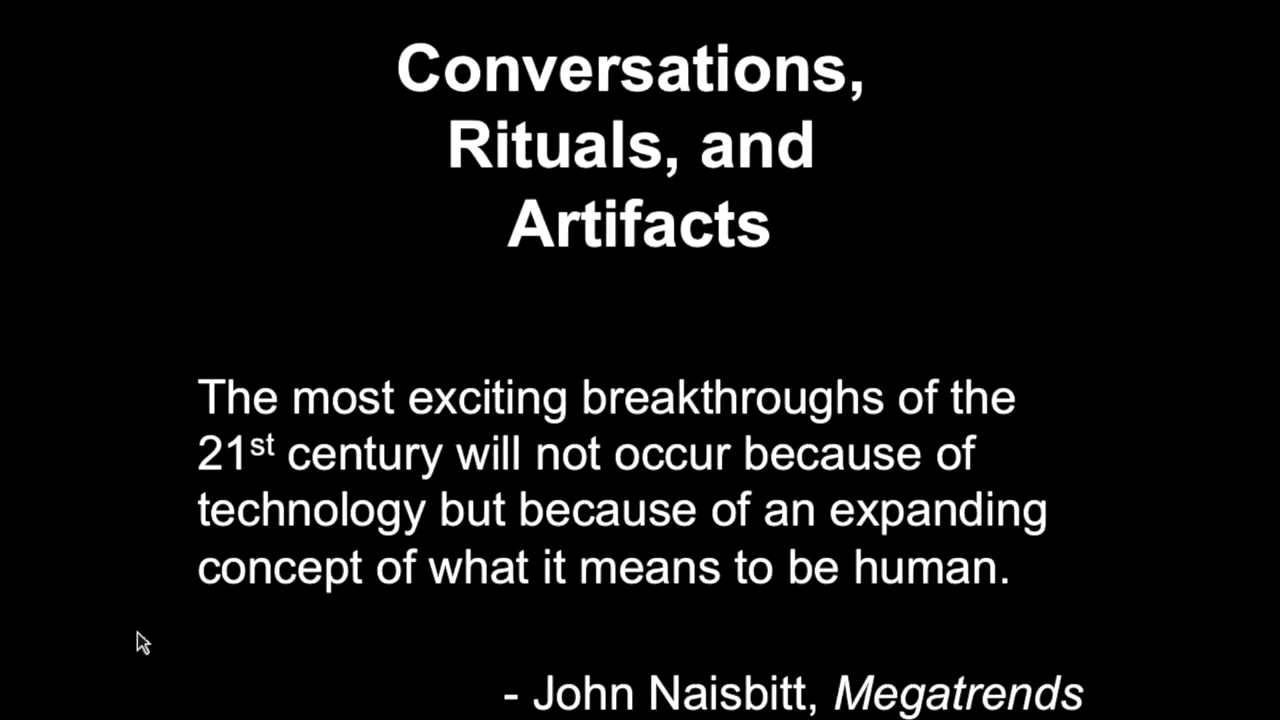 Conversations,
Rituals, and
Artifacts
The most exciting breakthroughs of the
21st century will not occur because of
technology but because of an expanding
concept of what it means to be human.
- John Naisbitt, Megatrends